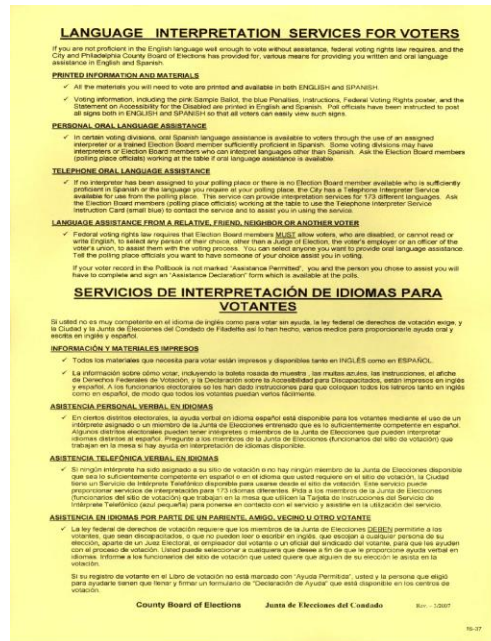 LANGUAGE INTERPRETATION SERVICES FOR VOTERS
If you are not proficient in the English language well enough to vote without assistance, federal voting rights law requires, and the
City and Philadelphia County Board of Elections has provided for, various means for providing you written and oral language
assistance in English and Spanish.
PRINTED INFORMATION AND MATERIALS
✓ All the materials you will need to vote are printed and available in both ENGLISH and SPANISH.
✓ Voting information, including the pink Sample Ballot, the blue Penalties, Instructions, Federal Voting Rights poster, and the
Statement on Accessibility for the Disabled are printed in English and Spanish. Poll officials have been instructed to post
all signs both in ENGLISH and SPANISH so that all voters can easily view such signs.
PERSONAL ORAL LANGUAGE ASSISTANCE
✓ In certain voting divisions, oral Spanish language assistance is available to voters through the use of an assigned
interpreter or a trained Election Board member sufficiently proficient in Spanish. Some voting divisions may have
interpreters or Election Board members who can interpret languages other than Spanish. Ask the Election Board members
(polling place officials) working at the table if oral language assistance is available.
TELEPHONE ORAL LANGUAGE ASSISTANCE
✓ If no interpreter has been assigned to your polling place or there is no Election Board member available who is sufficiently
proficient in Spanish or the language you require at your polling place, the City has a Telephone Interpreter Service
available for use from the polling place. This service can provide interpretation services for 173 different languages. Ask
the Election Board members (polling place officials) working at the table to use the Telephone Interpreter Service
Instruction Card (small blue) to contact the service and to assist you in using the service.
LANGUAGE ASSISTANCE FROM A RELATIVE, FRIEND, NEIGHBOR OR ANOTHER VOTER
✓ Federal voting rights law requires that Election Board members MUST allow voters, who are disabled, or cannot read or
write English, to select any person of their choice, other than a Judge of Election, the voter's employer or an officer of the
voter's union, to assist them with the voting process. You can select anyone you want to provide oral language assistance.
Tell the polling place officials you want to have someone of your choice assist you in voting.
If your voter record in the Pollbook is not marked "Assistance Permitted", you and the person you chose to assist you will
have to complete and sign an "Assistance Declaration" form which is available at the polls.
SERVICIOS DE INTERPRETACIÓN DE IDIOMAS PARA
VOTANTES
Si usted no es muy competente en el idioma de inglés como para votar sin ayuda, la ley federal de derechos de votación exige, y
la Ciudad y la Junta de Elecciones del Condado de Filadelfia así lo han hecho, varios medios para proporcionarle ayuda oral y
escrita en inglés y español.
INFORMACIÓN Y MATERIALES IMPRESOS
✓ Todos los materiales que necesita para votar están impresos y disponibles tanto en INGLÉS como en ESPAÑOL.
✓ La información sobre cómo votar, incluyendo la boleta rosada de muestra, las multas azules, las instrucciones, el afiche
de Derechos Federales de Votación, y la Declaración sobre la Accesibilidad para Discapacitados, están impresos en inglés
y español. A los funcionarios electorales se les han dado instrucciones para que coloquen todos los letreros tanto en inglés
como en español, de modo que todos los votantes puedan verlos fácilmente.
ASISTENCIA PERSONAL VERBAL EN IDIOMAS
✓ En ciertos distritos electorales, la ayuda verbal en idioma español está disponible para los votantes mediante el uso de un
intérprete asignado o un miembro de la Junta de Elecciones entrenado que es lo suficientemente competente en español.
Algunos distritos electorales pueden tener intérpretes o miembros de la Junta de Elecciones que pueden interpretar
idiomas distintos al español. Pregunte a los miembros de la Junta de Elecciones (funcionarios del sitio de votación) que
trabajan en la mesa si hay ayuda en interpretación de idiomas disponible.
ASISTENCIA TELEFÓNICA VERBAL EN IDIOMAS
✓ Si ningún intérprete ha sido asignado a su sitio de votación o no hay ningún miembro de la Junta de Elecciones disponible
que sea lo suficientemente competente en español o en el idioma que usted requiere en el sitio de votación, la Ciudad
tiene un Servicio de Intérprete Telefónico disponible para usarse desde el sitio de votación. Este servicio puede
proporcionar servicios de interpretación para 173 idiomas diferentes. Pida a los miembros de la Junta de Elecciones
(funcionarios del sitio de votación) que trabajan en la mesa que utilicen la Tarjeta de Instrucciones del Servicio de
Intérprete Telefónico (azul pequeña) para ponerse en contacto con el servicio y asistirle en la utilización del servicio.
ASISTENCIA EN IDIOMAS POR PARTE DE UN PARIENTE, AMIGO, VECINO U OTRO VOTANTE
✓ La ley federal de derechos de votación requiere que los miembros de la Junta de Elecciones DEBEN permitirle a los
votantes, que sean discapacitados, o que no pueden leer o escribir en inglés, que escojan a cualquier persona de su
elección, aparte de un Juez Electoral, el empleador del votante o un oficial del sindicado del votante, para que les ayuden
con el proceso de votación. Usted puede seleccionar a cualquiera que desee a fin de que le proporcione ayuda verbal en
idiomas. Informe a los funcionarios del sitio de votación que usted quiere que alguien de su elección le asista en la
votación.
Si su registro de votante en el Libro de votación no está marcado con "Ayuda Permitida", usted y la persona que eligió
para ayudarle tienen que llenar y firmar un formulario de "Declaración de Ayuda" que está disponible en los centros de
votación.
County Board of Elections Junta de Elecciones del Condado Rev. - 3/2007
16-37